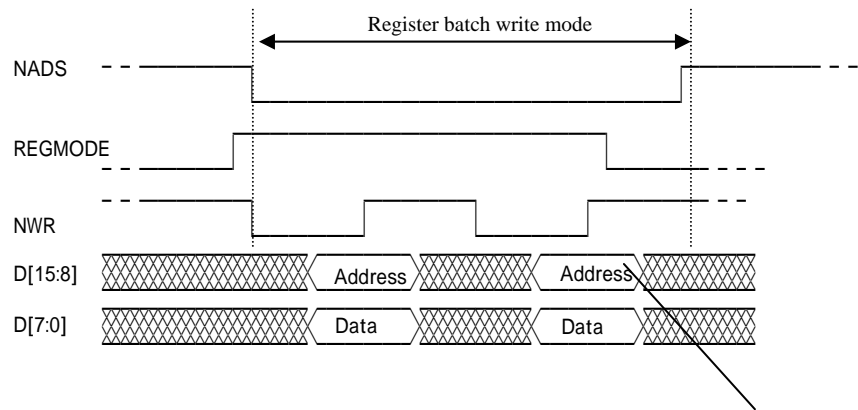 Register batch write mode
NADS
REGMODE
NWR
D[15:8] Address Address
D[7:0] Data Data